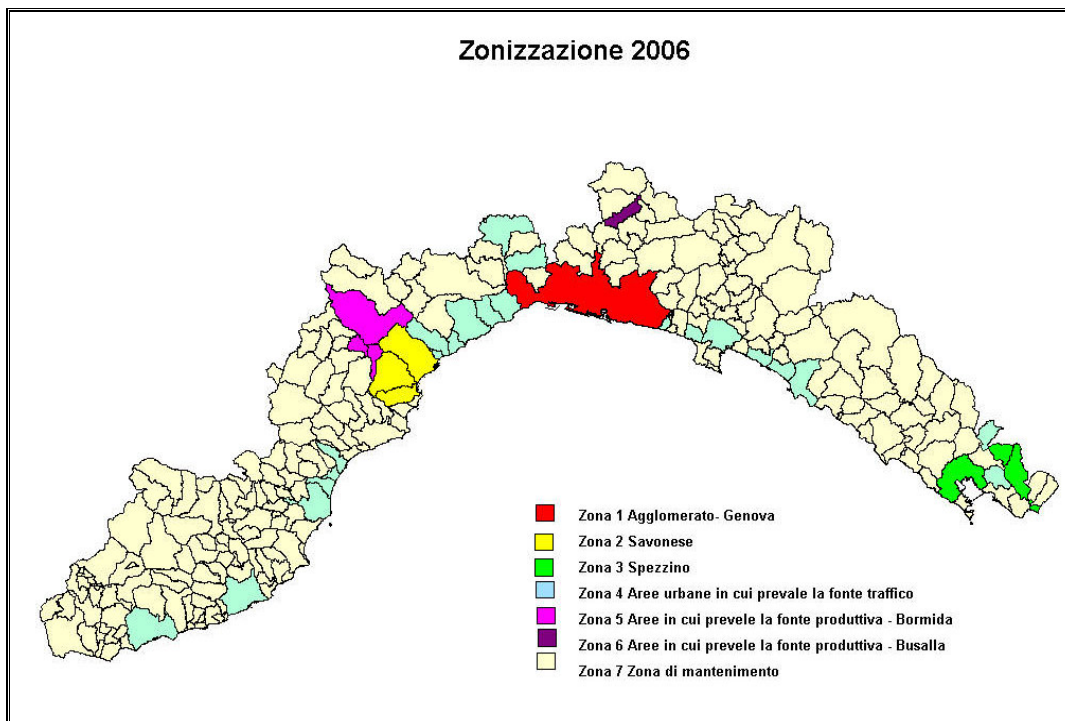 Zonizzazione 2006
Zona 1 Agglomerato- Genova
Zona 2 Savonese
Zona 3 Spezzino
Zona 4 Aree urbane in cui prevale la fonte traffico
Zona 5 Aree in cui prevele la fonte produttiva - Bormida
Zona 6 Aree in cui prevele la fonte produttiva - Busalla
Zona 7 Zona di mantenimento